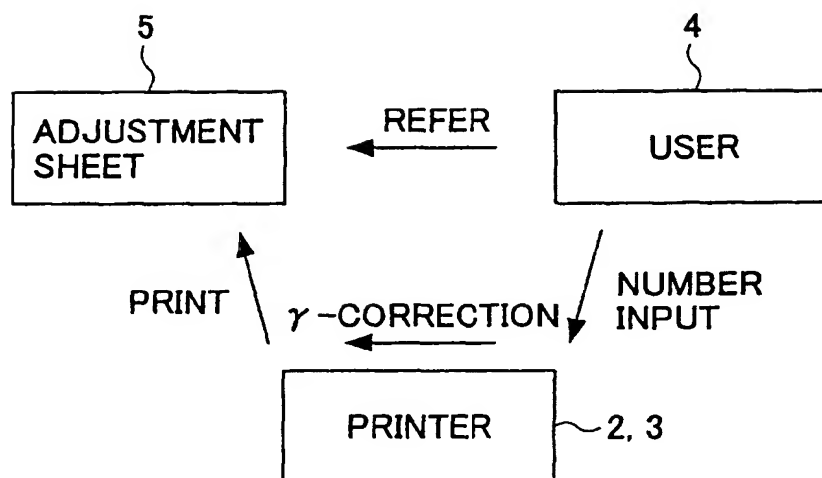 5
4
ADJUSTMENT
SHEET
REFER
USER
PRINT
γ-CORRECTION
NUMBER
INPUT
PRINTER
2, 3